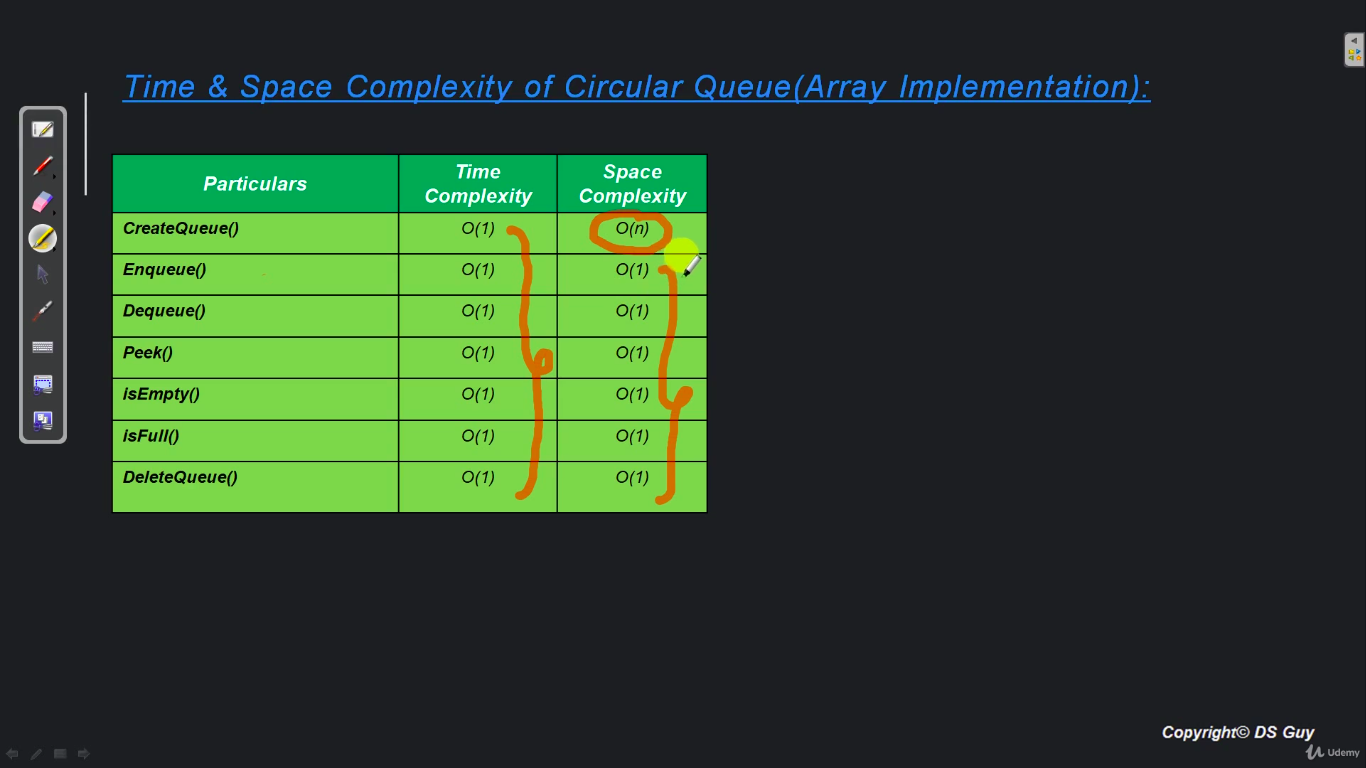 Time & Space Complexity of Circular Queue(Array Implementation):
Particulars Time Complexity Space Complexity
CreateQueue() O(1) O(n)
Enqueue() O(1) O(1)
Dequeue() O(1) O(1)
Peek() O(1) O(1)
isEmpty() O(1) O(1)
isFull() O(1) O(1)
DeleteQueue() O(1) O(1)
Copyright© DS Guy
Udemy